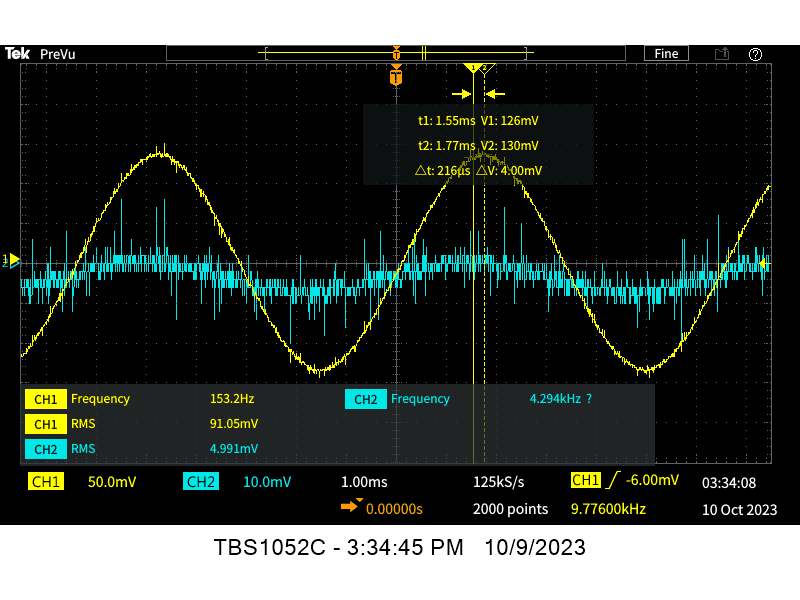 Tek PreVu Fine ?
T
T 1 2
t1: 1.55ms V1: 126mV
t2: 1.77ms V2: 130mV
△t: 216µs △V: 4.00mV
1
2
CH1 Frequency 153.2Hz CH2 Frequency 4.294kHz ?
CH1 RMS 91.05mV
CH2 RMS 4.991mV
CH1 50.0mV CH2 10.0mV 1.00ms 125kS/s CH1 -6.00mV 03:34:08
0.00000s 2000 points 9.77600kHz 10 Oct 2023
TBS1052C - 3:34:45 PM 10/9/2023